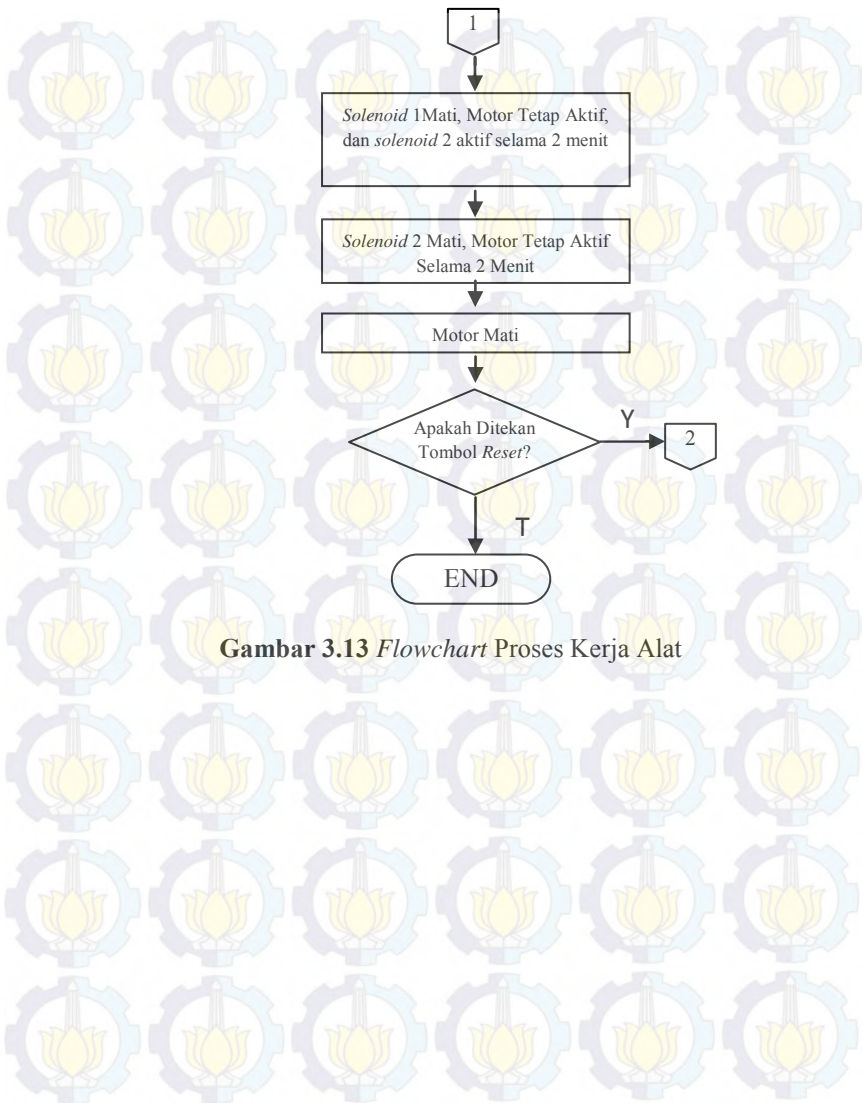 1
Solenoid 1Mati, Motor Tetap Aktif,
dan solenoid 2 aktif selama 2 menit
Solenoid 2 Mati, Motor Tetap Aktif
Selama 2 Menit
Motor Mati
Apakah Ditekan
Tombol Reset?
Y
2
T
END
Gambar 3.13 Flowchart Proses Kerja Alat